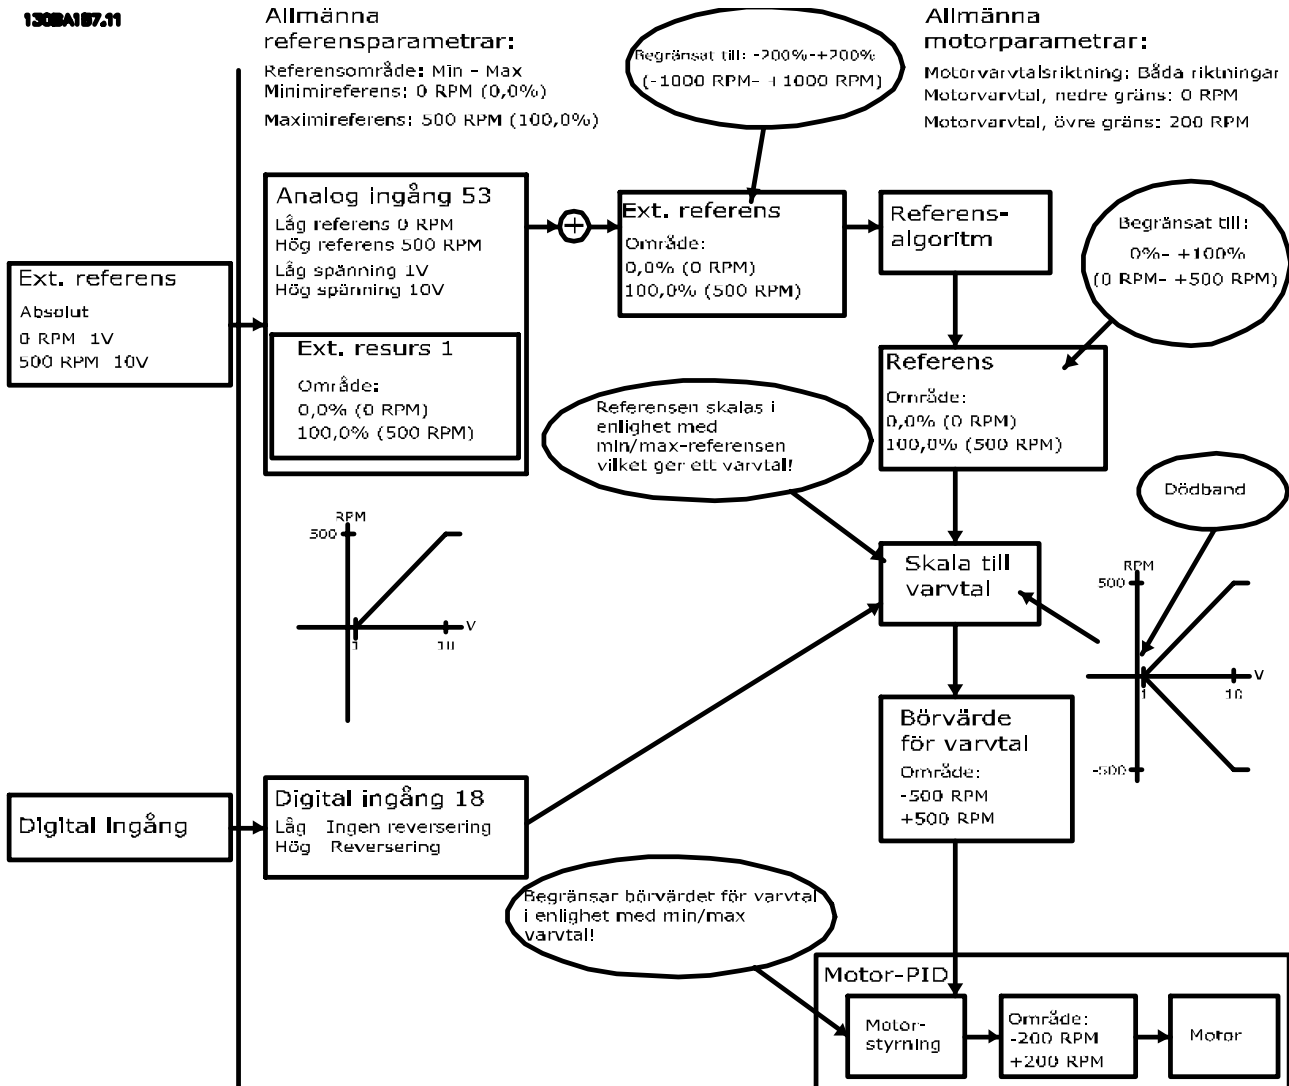 130BA187.11
Allmänna
referensparametrar:
Referensområde: Min - Max
Minimireferens: 0 RPM (0,0%)
Maximireferens: 500 RPM (100,0%)
Begränsat till: -200%-+200%
(-1000 RPM- +1000 RPM)
Allmänna
motorparametrar:
Motorvarvtalsriktning: Båda riktningar
Motorvarvtal, nedre gräns: 0 RPM
Motorvarvtal, övre gräns: 200 RPM
Ext. referens
Absolut
0 RPM 1V
500 RPM 10V
Analog ingång 53
Låg referens 0 RPM
Hög referens 500 RPM
Låg spänning 1V
Hög spänning 10V
Ext. resurs 1
Område:
0,0% (0 RPM)
100,0% (500 RPM)
+
Ext. referens
Område:
0,0% (0 RPM)
100,0% (500 RPM)
Referens-
algoritm
Begränsat till:
0%- +100%
(0 RPM- +500 RPM)
Referens
Område:
0,0% (0 RPM)
100,0% (500 RPM)
Referensen skalas i
enlighet med
min/max-referensen
vilket ger ett varvtal!
Dödband
RPM
500
V
1
10
Skala till
varvtal
RPM
500
V
1
10
-500
Börvärde
för varvtal
Område:
-500 RPM
+500 RPM
Digital ingång
Digital ingång 18
Låg Ingen reversering
Hög Reversering
Begränsar börvärdet för varvtal
i enlighet med min/max
varvtal!
Motor-PID
Motor-
styrning
Område:
-200 RPM
+200 RPM
Motor